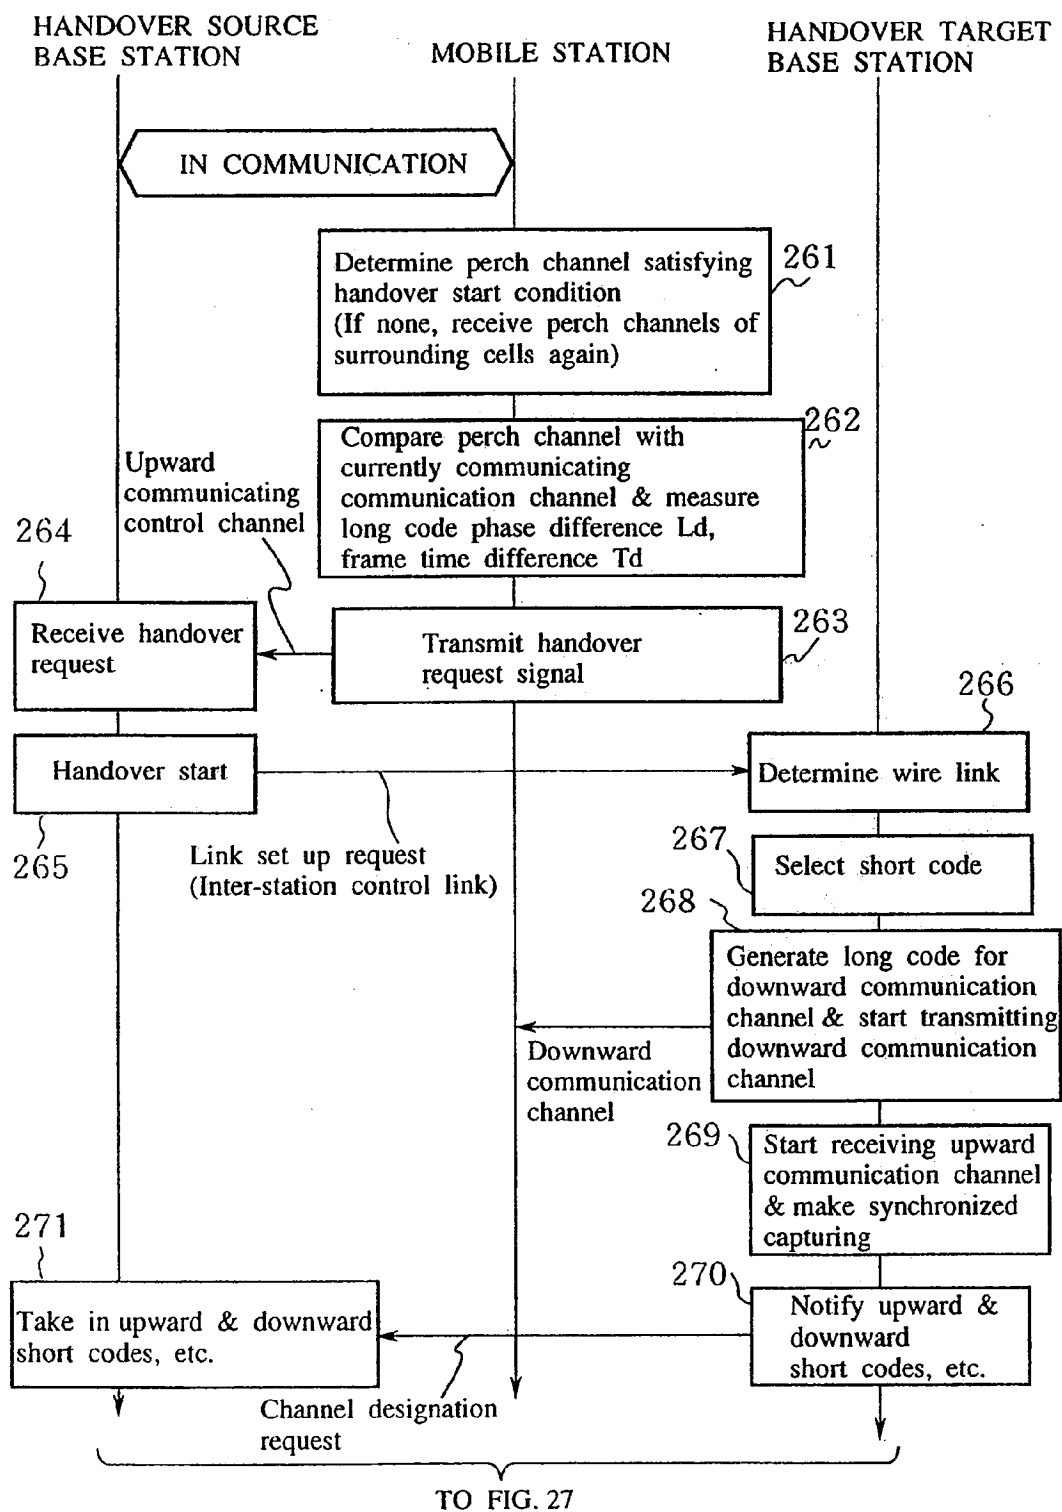 HANDOVER SOURCE
BASE STATION
MOBILE STATION
HANDOVER TARGET
BASE STATION
IN COMMUNICATION
261
Determine perch channel satisfying
handover start condition
(If none, receive perch channels of
surrounding cells again)
262
Compare perch channel with
currently communicating
communication channel & measure
long code phase difference Ld,
frame time difference Td
Upward
communicating
control channel
264
Receive handover
request
263
Transmit handover
request signal
266
Handover start
Determine wire link
265
Link set up request
(Inter-station control link)
267
Select short code
268
Generate long code for
downward communication
channel & start transmitting
downward communication
channel
Downward
communication
channel
269
Start receiving upward
communication channel
& make synchronized
capturing
271
Take in upward & downward
short codes, etc.
270
Notify upward &
downward
short codes, etc.
Channel designation
request
TO FIG. 27